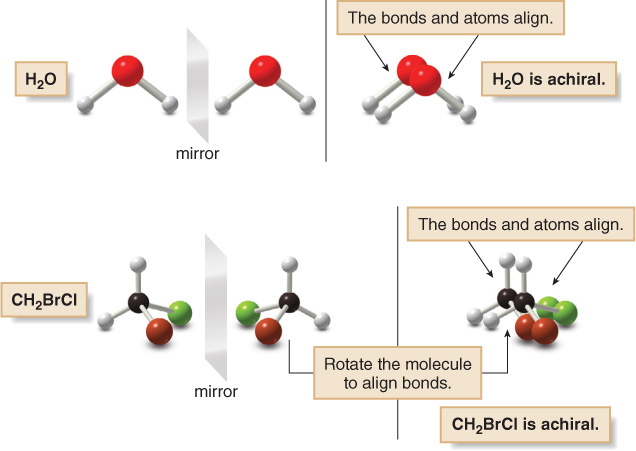 The bonds and atoms align.
H₂O
H₂O is achiral.
mirror
The bonds and atoms align.
CH₂BrCl
Rotate the molecule
to align bonds.
mirror
CH₂BrCl is achiral.